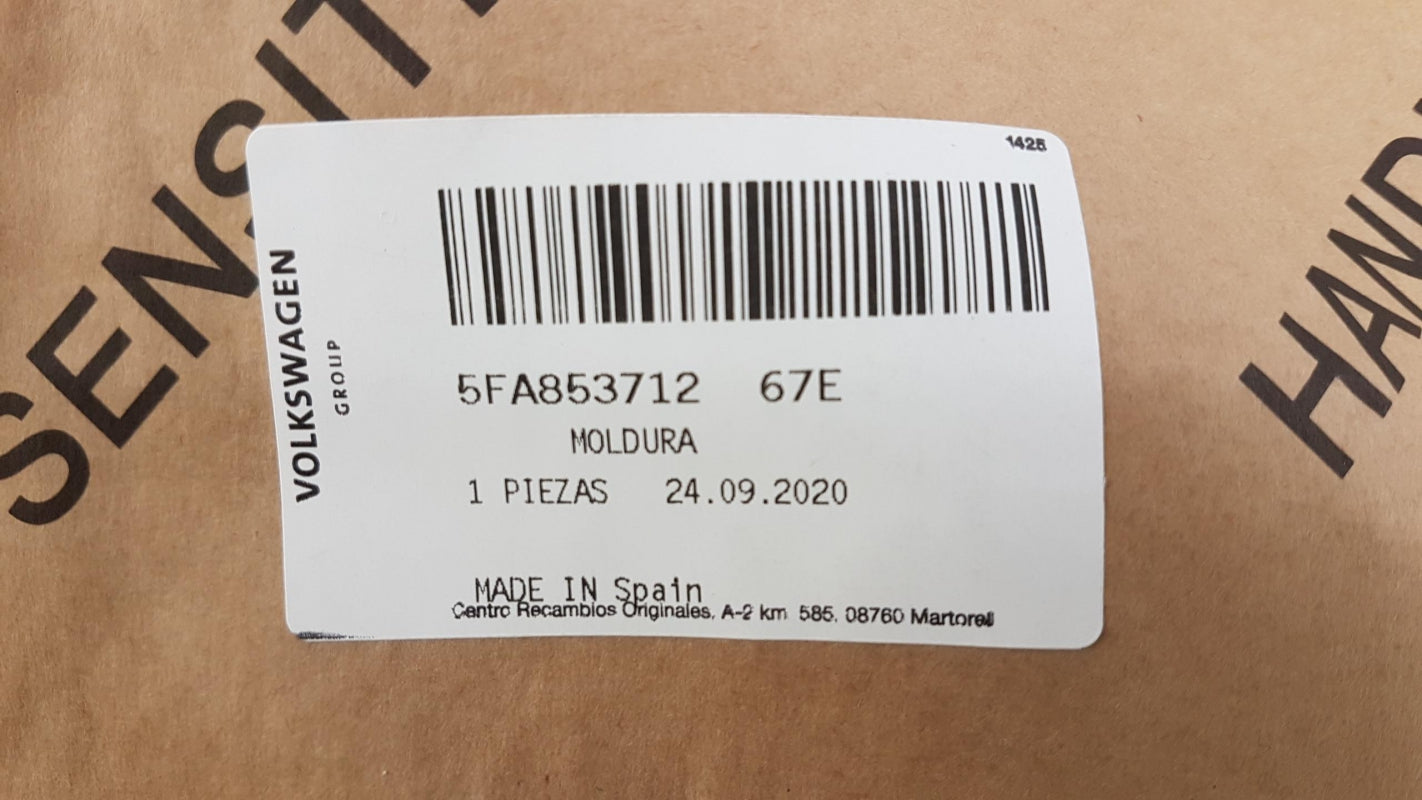 SENSIT
HAND
1425
VOLKSWAGEN
GROUP
5FA853712 67E
MOLDURA
1 PIEZAS 24.09.2020
MADE IN Spain
Centro Recambios Originales, A-2 km 585, 08760 Martorell